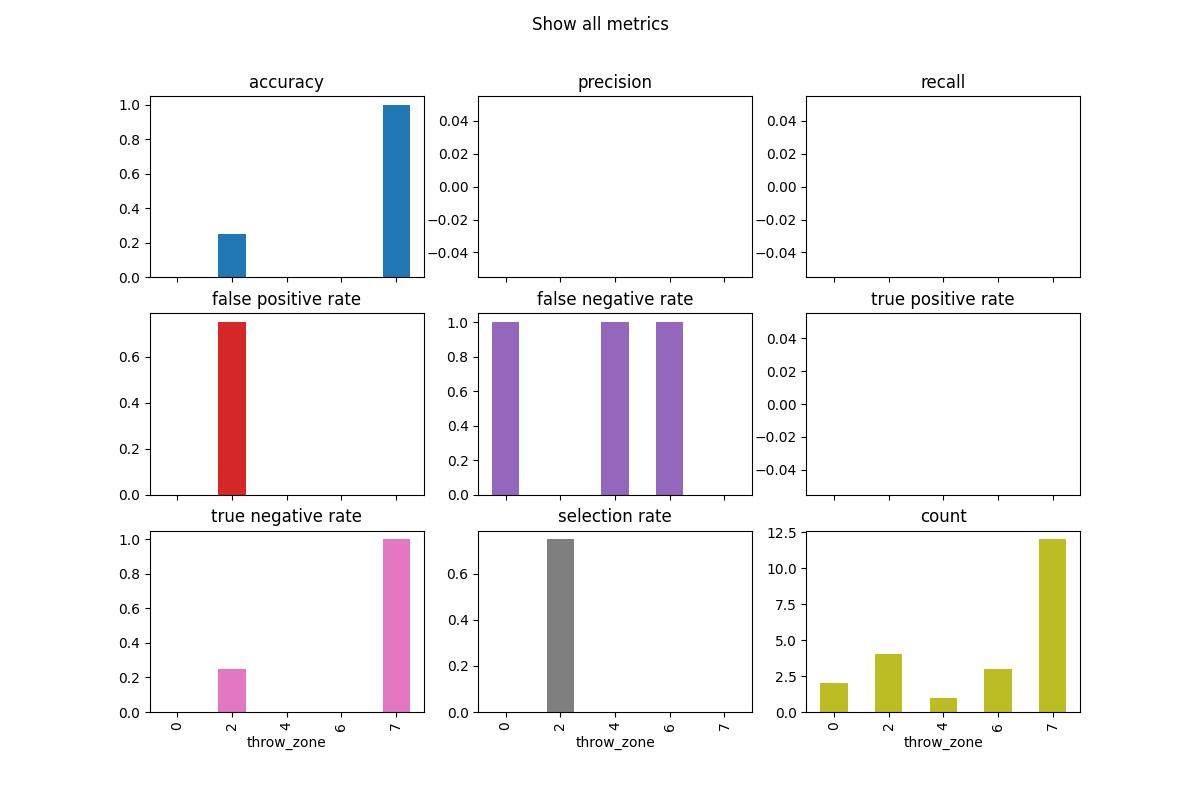 Show all metrics
accuracy
precision
recall
1.0
0.8
0.6
0.4
0.2
0.0
0.04
0.02
0.00
−0.02
−0.04
0.04
0.02
0.00
−0.02
−0.04
false positive rate
false negative rate
true positive rate
0.6
0.4
0.2
0.0
1.0
0.8
0.6
0.4
0.2
0.0
0.04
0.02
0.00
−0.02
−0.04
true negative rate
selection rate
count
1.0
0.8
0.6
0.4
0.2
0.0
0.6
0.4
0.2
0.0
12.5
10.0
7.5
5.0
2.5
0.0
0 2 4 6 7
0 2 4 6 7
0 2 4 6 7
throw_zone
throw_zone
throw_zone